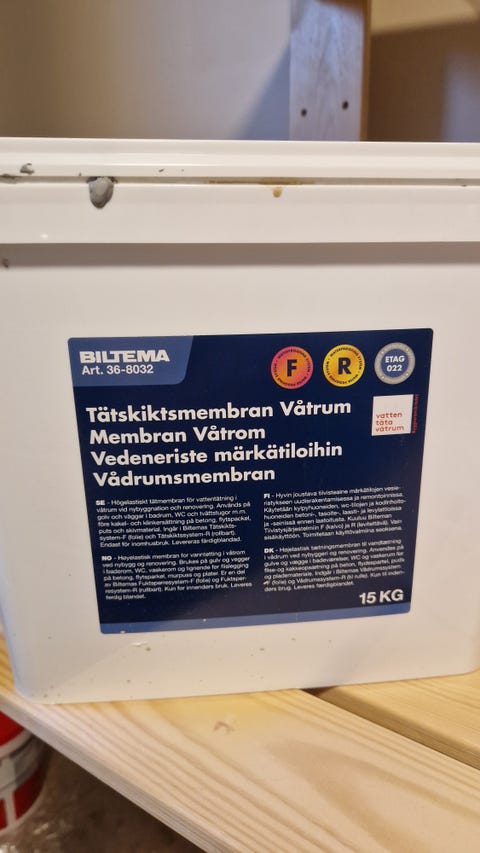 BILTEMA
Art. 36-8032
F
R
ETAG
022
vatten
täta
våtrum
Tätskiktsmembran Våtrum
Membran Våtrom
Vedeneriste märkätiloihin
Vådrumsmembran
SE - Högelastiskt tätmembran för vattentätning i
våtrum vid nybyggnation och renovering. Används på
golv och väggar i badrum, WC och tvättstugor m.m.
före kakel- och klinkersättning på betong, flytspackel,
puts och skivmaterial. Ingår i Biltemas Tätskikts-
system-F (folie) och Tätskiktssystem-R (rollbart).
Endast för inomhusbruk. Levereras färdigblandad.
NO - Høyelastisk membran for vanntetting i våtrom
ved nybygg og renovering. Brukes på gulv og vegger
i baderom, WC, vaskerom og lignende før flislegging
på betong, flytsparkel, murpuss og plater. Er en del
av Biltemas Fuktsperresystem-F (folie) og Fuktsper-
resystem-R (rullbart). Kun for innendørs bruk. Leveres
ferdig blandet.
FI - Hyvin joustava tiivisteaine märkätilojen vesie-
ristykseen uudisrakentamisessa ja remontoinnissa.
Käytetään kylpyhuoneiden, wc-tilojen ja kodinhoito-
huoneiden betoni-, tasoite-, laasti- ja levylattioissa
ja -seinissä ennen laatoitusta. Kuuluu Bilteman
Tiivistysjärjestelmiin F (kalvo) ja R (levitettävä). Vain
sisäkäyttöön. Toimitetaan käyttövalmiina seoksena.
DK - Højelastisk tætningsmembran til vandtætning
i vådrum ved nybyggeri og renovering. Anvendes på
gulve og vægge i badeværelser, WC og vaskerum før
flise- og klinkeopsætning på beton, flydespartel, puds
og plademateriale. Indgår i Biltemas Vådrumssystem
-F (folie) og Vådrumssystem-R (til rulle). Kun til inden-
dørs brug. Leveres færdigblandet.
15 KG